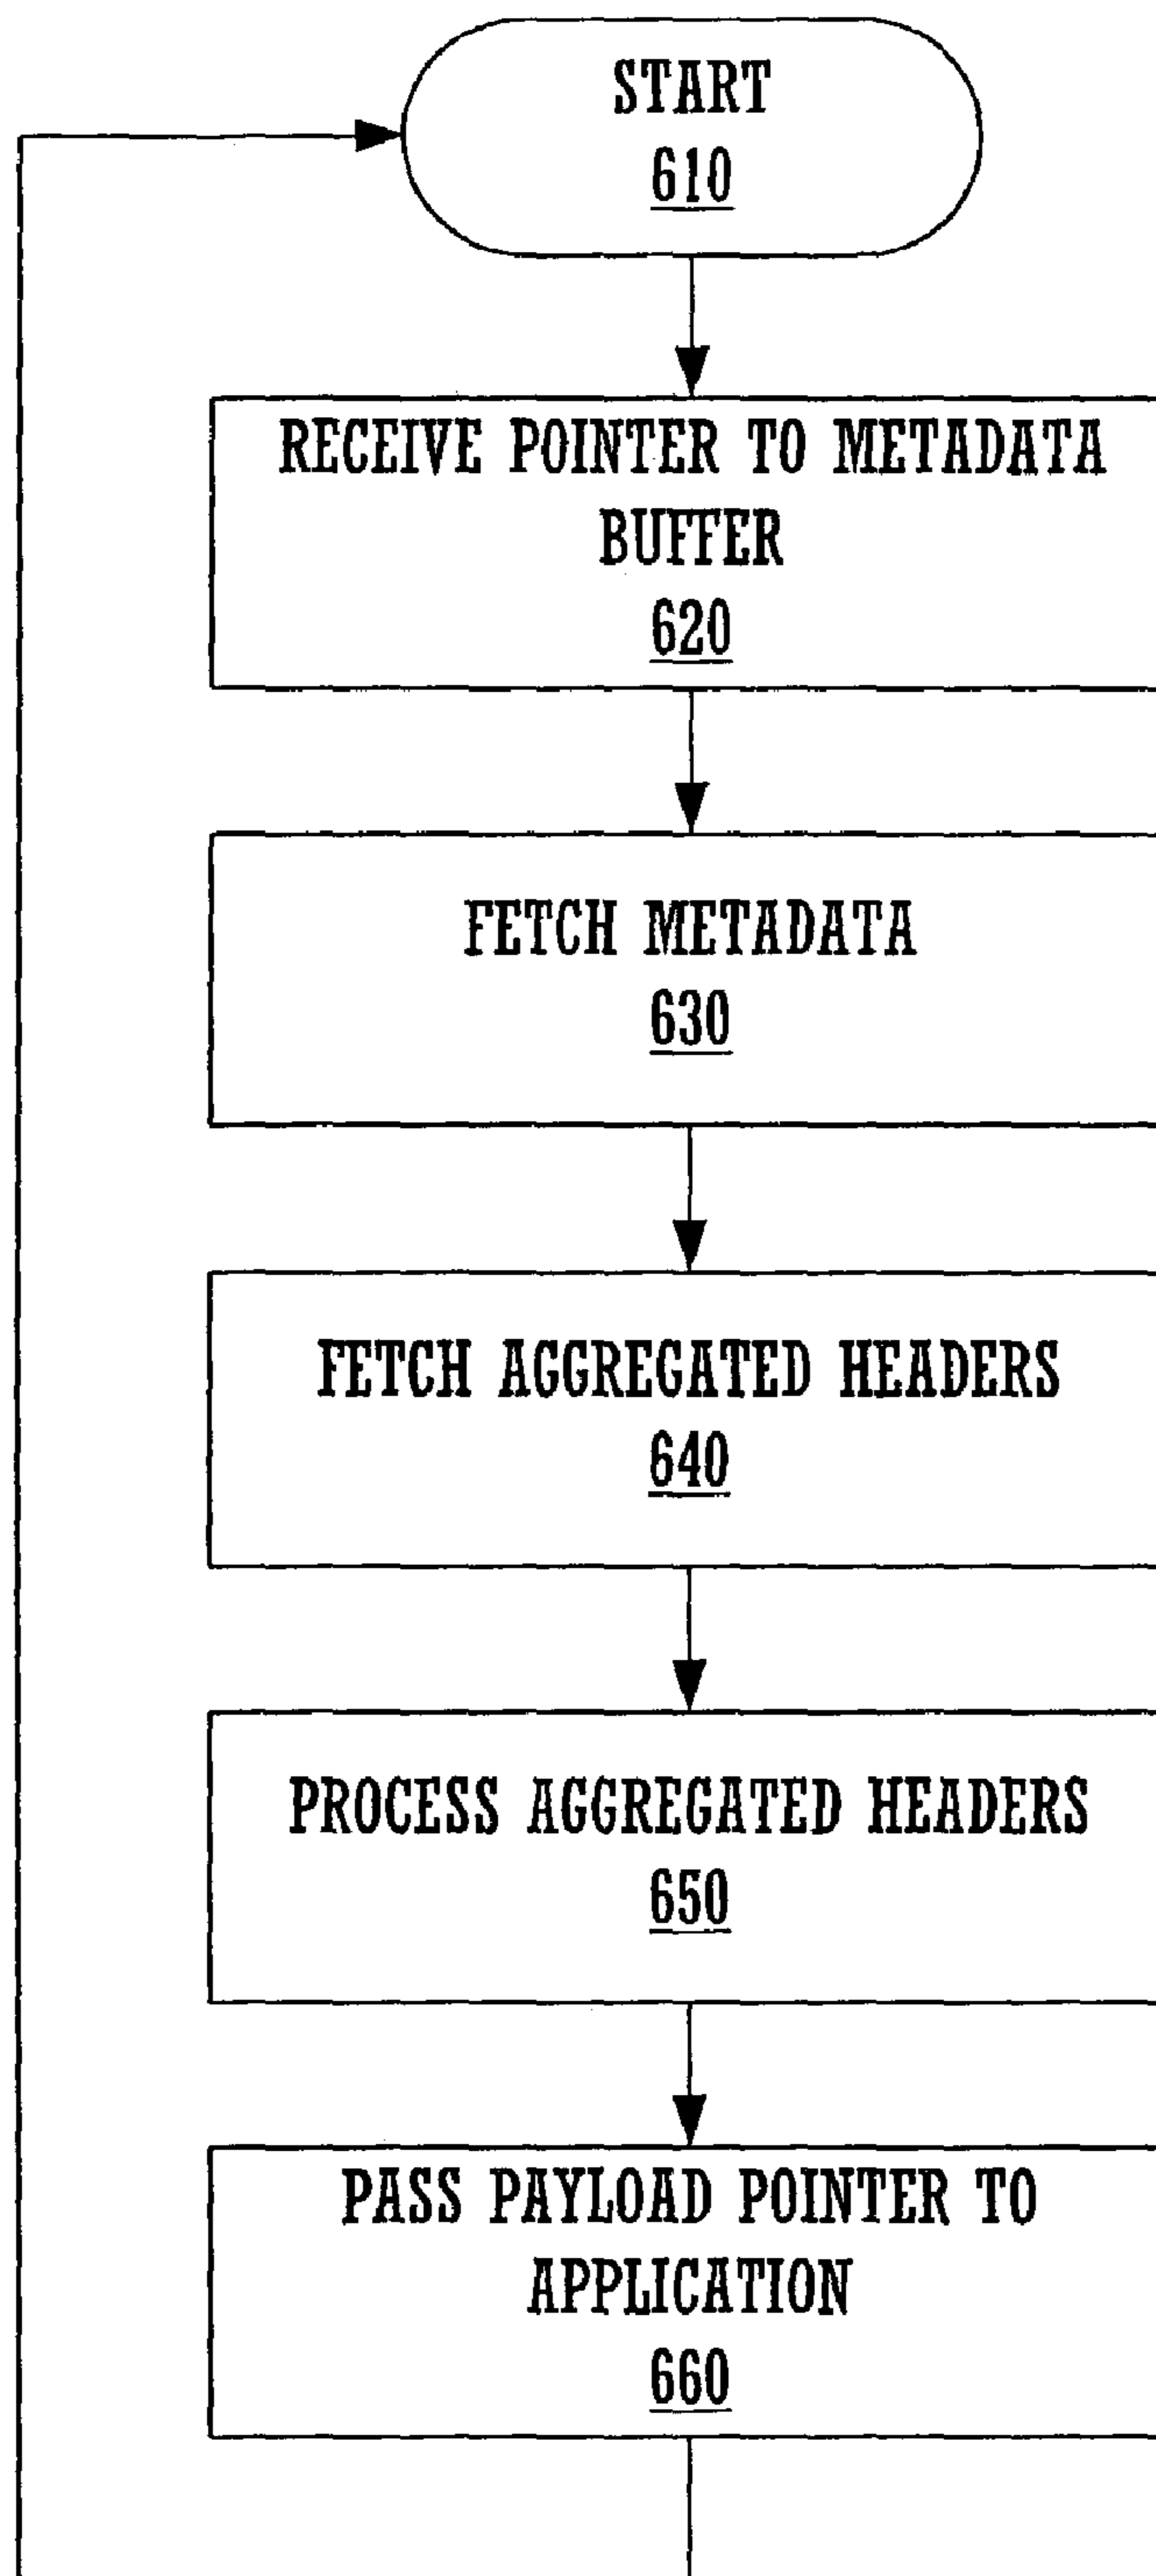 START
610
RECEIVE POINTER TO METADATA
BUFFER
620
FETCH METADATA
630
FETCH AGGREGATED HEADERS
640
PROCESS AGGREGATED HEADERS
650
PASS PAYLOAD POINTER TO
APPLICATION
660